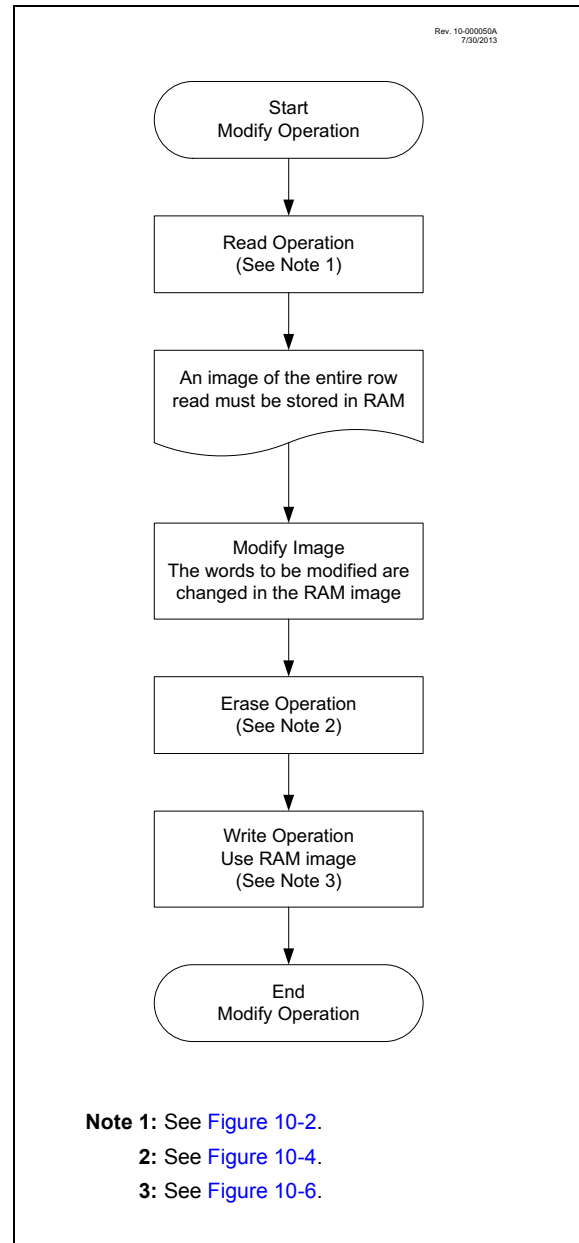 Rev. 10-000050A
7/30/2013
Start
Modify Operation
Read Operation
(See Note 1)
An image of the entire row
read must be stored in RAM
Modify Image
The words to be modified are
changed in the RAM image
Erase Operation
(See Note 2)
Write Operation
Use RAM image
(See Note 3)
End
Modify Operation
Note 1: See Figure 10-2.
2: See Figure 10-4.
3: See Figure 10-6.